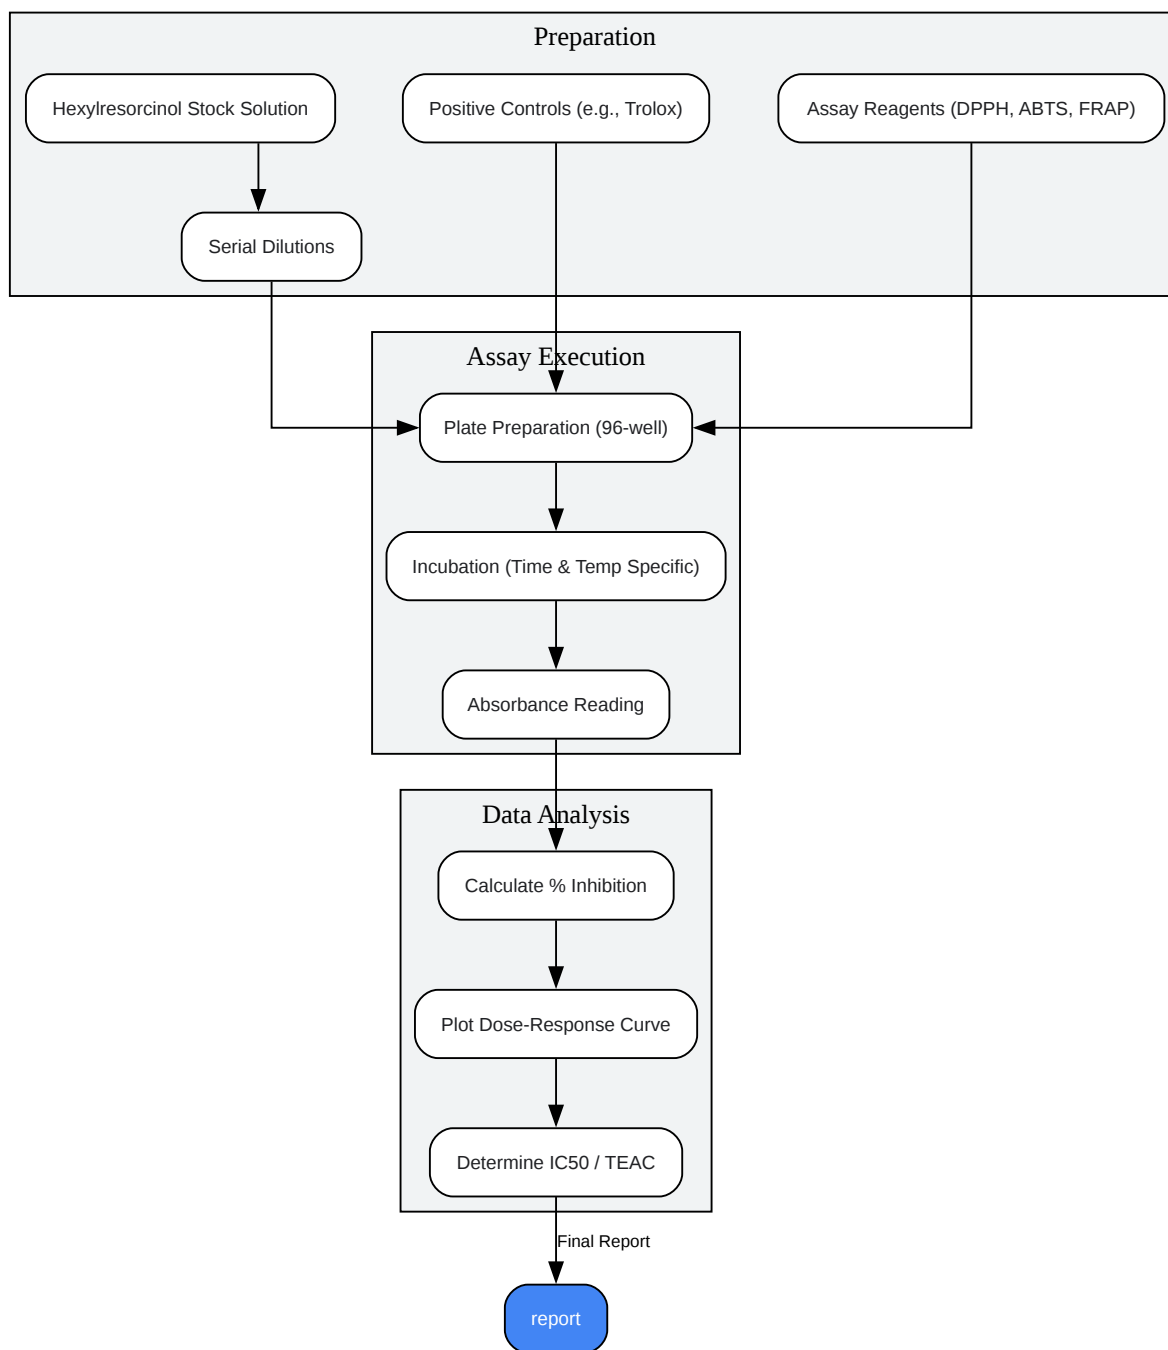 Preparation
Hexylresorcinol Stock Solution
Positive Controls (e.g., Trolox)
Assay Reagents (DPPH, ABTS, FRAP)
Serial Dilutions
Assay Execution
Plate Preparation (96-well)
Incubation (Time & Temp Specific)
Absorbance Reading
Data Analysis
Calculate % Inhibition
Plot Dose-Response Curve
Determine IC50 / TEAC
Final Report
report